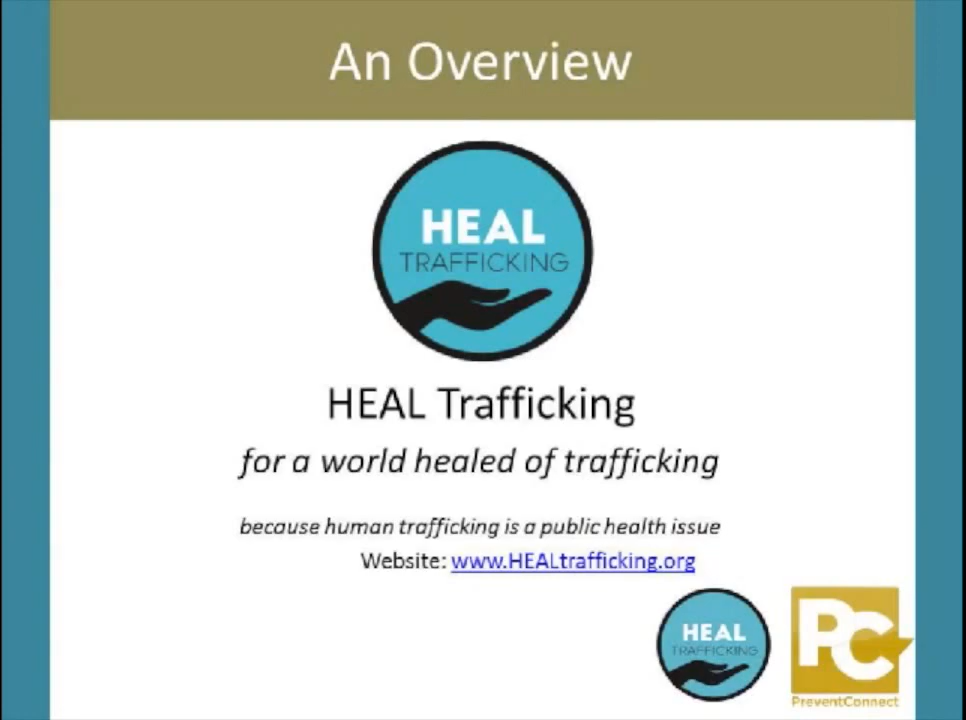 An Overview
HEAL
TRAFFICKING
HEAL Trafficking
for a world healed of trafficking
because human trafficking is a public health issue
Website: www.HEALtrafficking.org
HEAL
TRAFFICKING
PC
PreventConnect